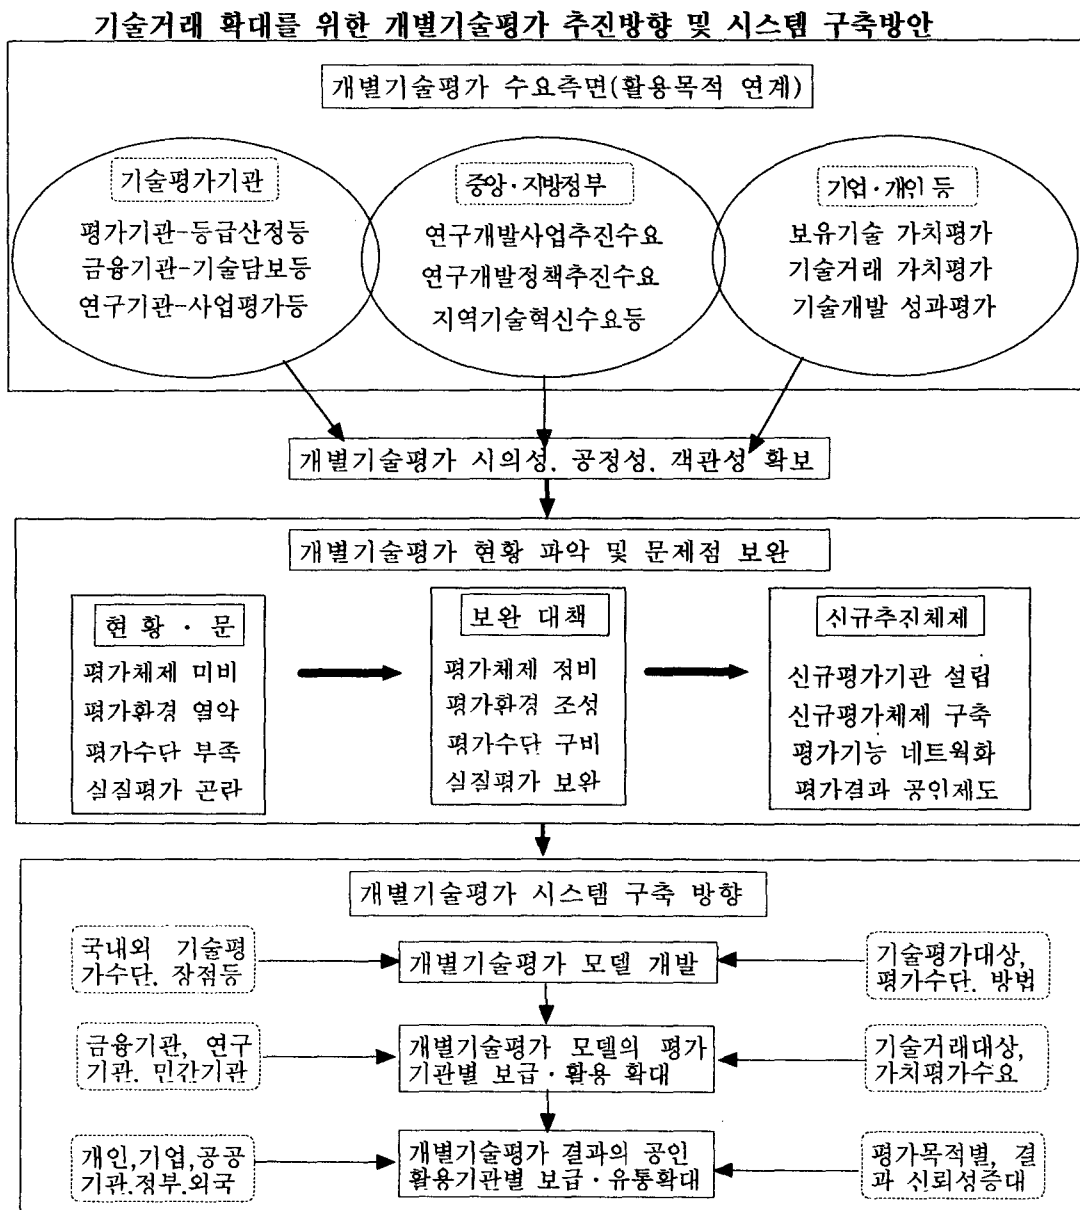 기술거래 확대를 위한 개별기술평가 추진방향 및 시스템 구축방안
개별기술평가 수요측면(활용목적 연계)
기술평가기관
평가기관-등급산정등
금융기관-기술담보등
연구기관-사업평가등
중앙·지방정부
연구개발사업추진수요
연구개발정책추진수요
지역기술혁신수요등
기업·개인 등
보유기술 가치평가
기술거래 가치평가
기술개발 성과평가
개별기술평가 시의성, 공정성, 객관성 확보
개별기술평가 현황 파악 및 문제점 보완
현 황 · 문
평가체제 미비
평가환경 열악
평가수단 부족
실질평가 곤란
보완 대책
평가체제 정비
평가환경 조성
평가수단 구비
실질평가 보완
신규추진체제
신규평가기관 설립
신규평가체제 구축
평가기능 네트웍화
평가결과 공인제도
개별기술평가 시스템 구축 방향
국내외 기술평
가수단, 장점등
개별기술평가 모델 개발
기술평가대상,
평가수단, 방법
금융기관, 연구
기관, 민간기관
개별기술평가 모델의 평가
기관별 보급·활용 확대
기술거래대상,
가치평가수요
개인,기업,공공
기관,정부,외국
개별기술평가 결과의 공인
활용기관별 보급·유통확대
평가목적별, 결
과 신뢰성증대